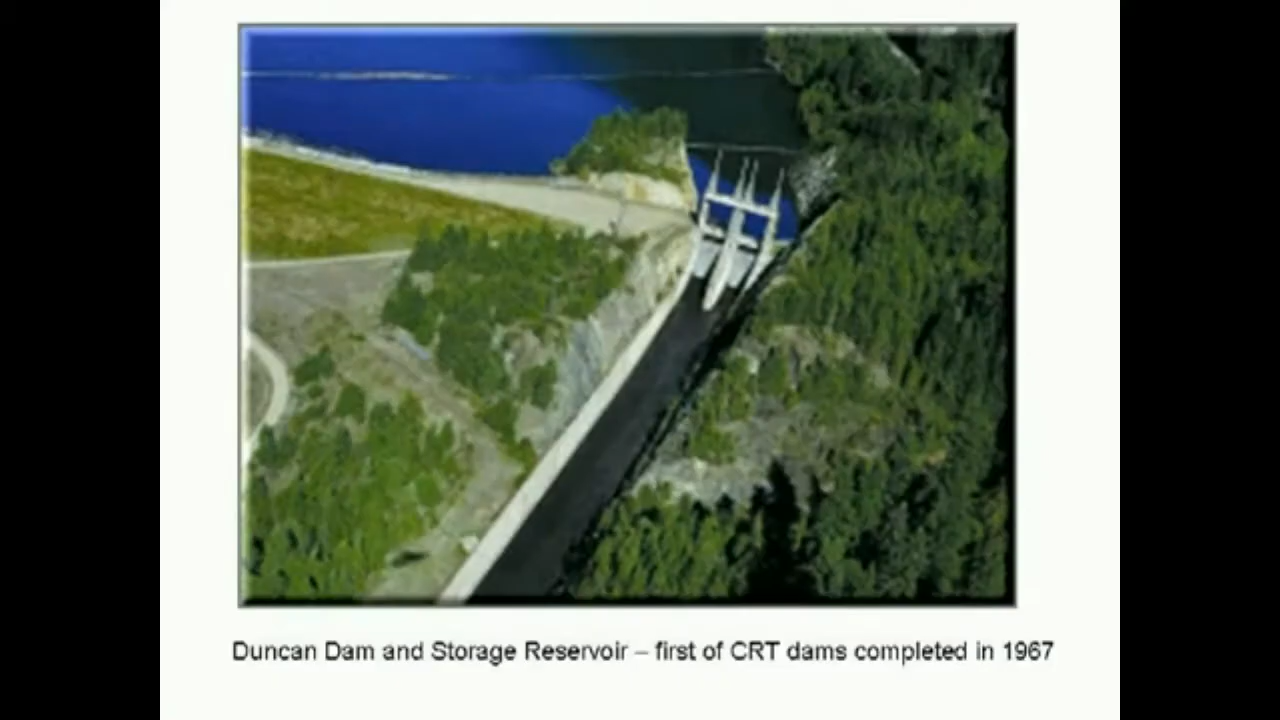 Duncan Dam and Storage Reservoir – first of CRT dams completed in 1967